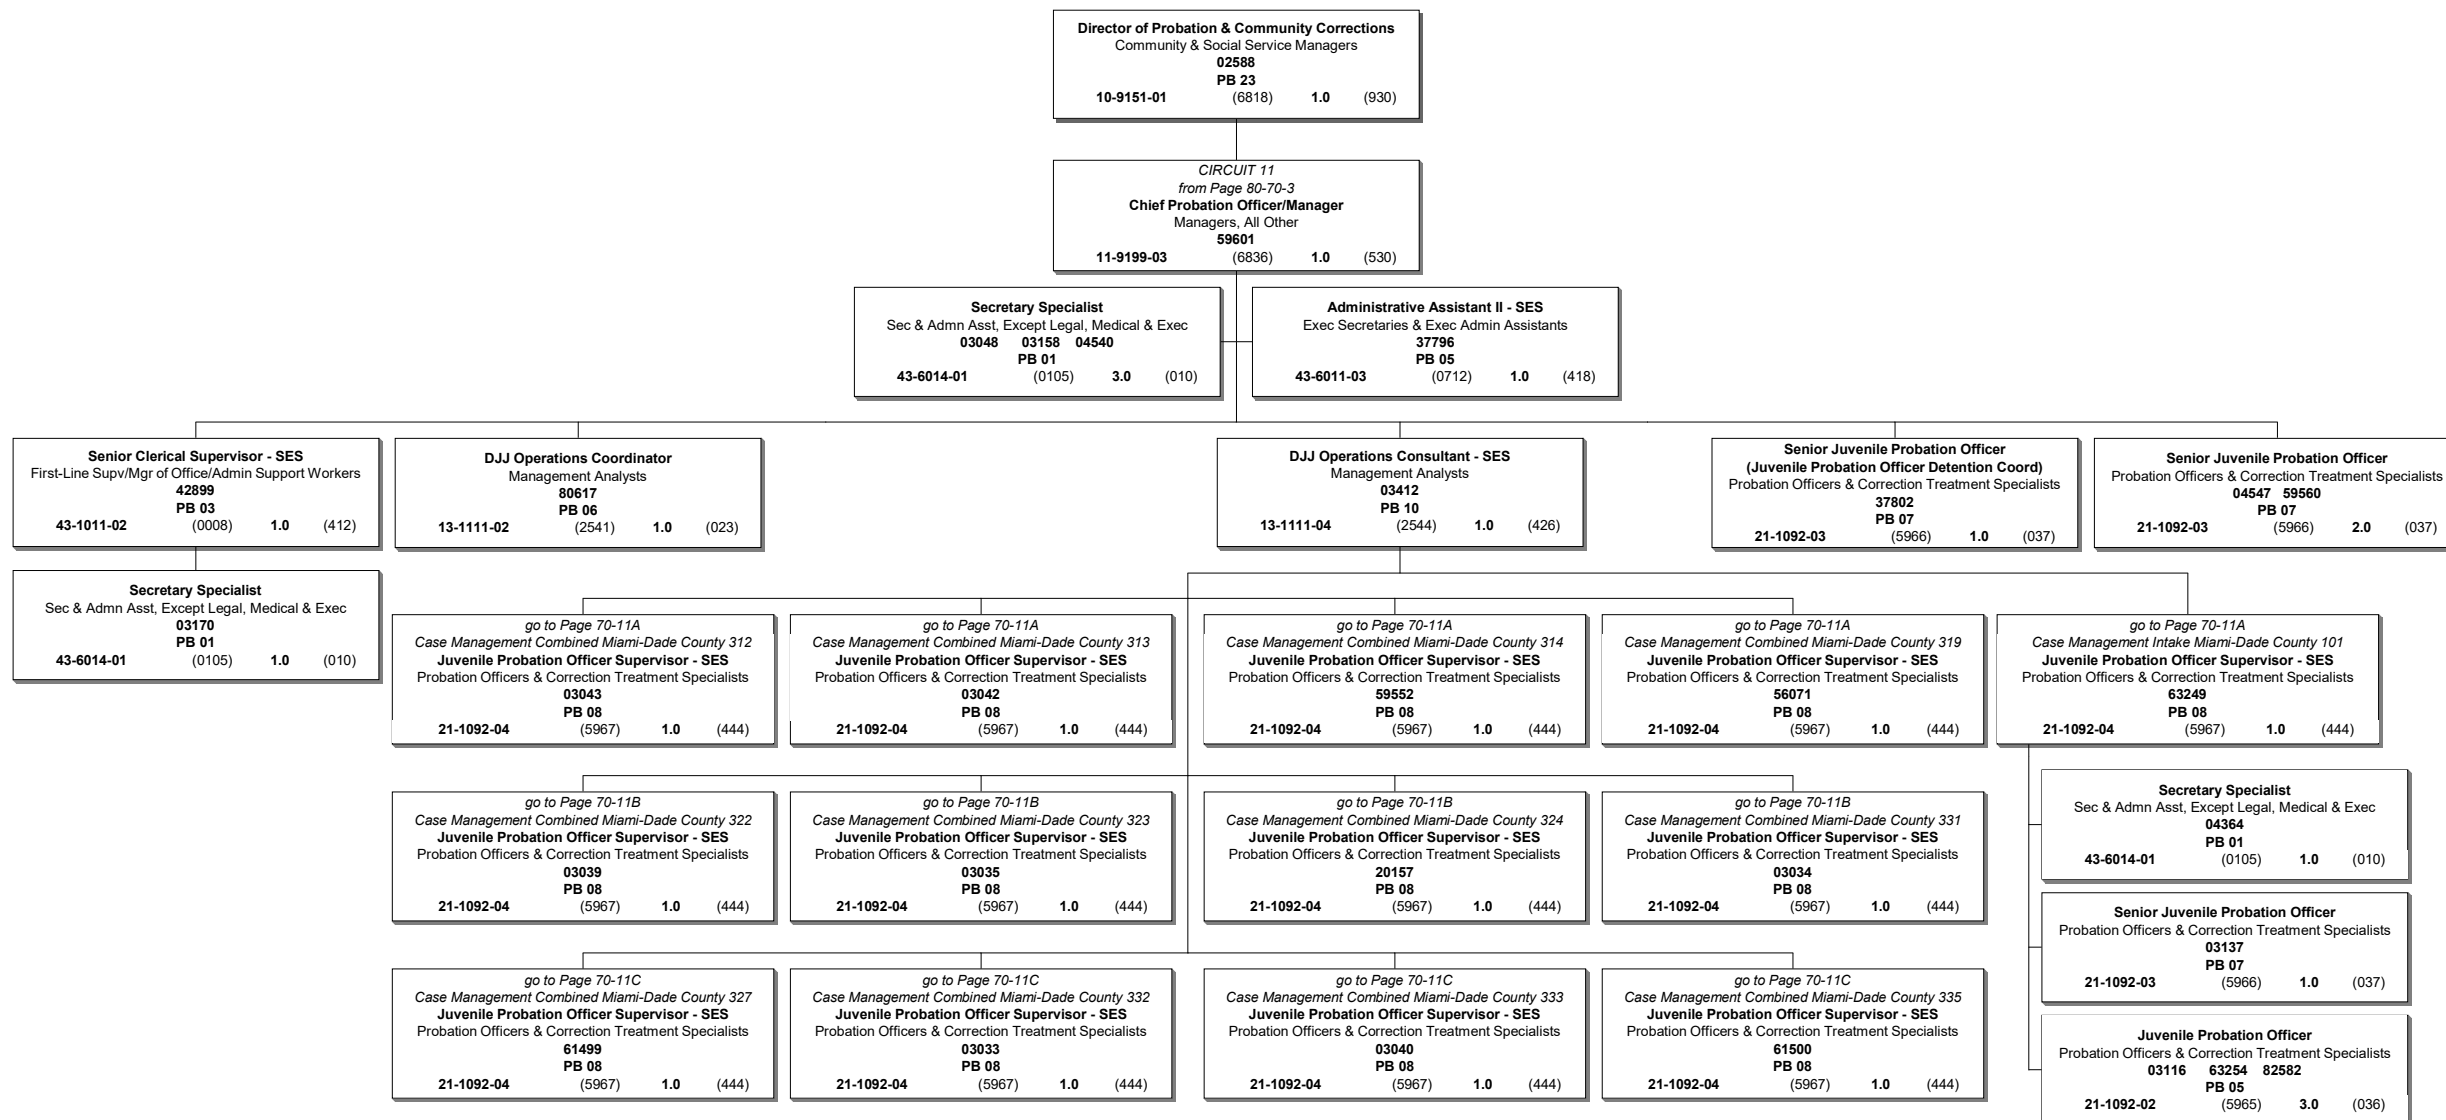 Director of Probation & Community Corrections
Community & Social Service Managers
02588
PB 23
10-9151-01 (6818) 1.0 (930)
CIRCUIT 11
from Page 80-70-3
Chief Probation Officer/Manager
Managers, All Other
59601
11-9199-03 (6836) 1.0 (530)
Secretary Specialist
Sec & Admn Asst, Except Legal, Medical & Exec
03048 03158 04540
PB 01
43-6014-01 (0105) 3.0 (010)
Administrative Assistant II - SES
Exec Secretaries & Exec Admin Assistants
37796
PB 05
43-6011-03 (0712) 1.0 (418)
Senior Clerical Supervisor - SES
First-Line Supv/Mgr of Office/Admin Support Workers
42899
PB 03
43-1011-02 (0008) 1.0 (412)
DJJ Operations Coordinator
Management Analysts
80617
PB 06
13-1111-02 (2541) 1.0 (023)
DJJ Operations Consultant - SES
Management Analysts
03412
PB 10
13-1111-04 (2544) 1.0 (426)
Senior Juvenile Probation Officer
(Juvenile Probation Officer Detention Coord)
Probation Officers & Correction Treatment Specialists
37802
PB 07
21-1092-03 (5966) 1.0 (037)
Senior Juvenile Probation Officer
Probation Officers & Correction Treatment Specialists
04547 59560
PB 07
21-1092-03 (5966) 2.0 (037)
Secretary Specialist
Sec & Admn Asst, Except Legal, Medical & Exec
03170
PB 01
43-6014-01 (0105) 1.0 (010)
go to Page 70-11A
Case Management Combined Miami-Dade County 312
Juvenile Probation Officer Supervisor - SES
Probation Officers & Correction Treatment Specialists
03043
PB 08
21-1092-04 (5967) 1.0 (444)
go to Page 70-11A
Case Management Combined Miami-Dade County 313
Juvenile Probation Officer Supervisor - SES
Probation Officers & Correction Treatment Specialists
03042
PB 08
21-1092-04 (5967) 1.0 (444)
go to Page 70-11A
Case Management Combined Miami-Dade County 314
Juvenile Probation Officer Supervisor - SES
Probation Officers & Correction Treatment Specialists
59552
PB 08
21-1092-04 (5967) 1.0 (444)
go to Page 70-11A
Case Management Combined Miami-Dade County 319
Juvenile Probation Officer Supervisor - SES
Probation Officers & Correction Treatment Specialists
56071
PB 08
21-1092-04 (5967) 1.0 (444)
go to Page 70-11A
Case Management Intake Miami-Dade County 101
Juvenile Probation Officer Supervisor - SES
Probation Officers & Correction Treatment Specialists
63249
PB 08
21-1092-04 (5967) 1.0 (444)
go to Page 70-11B
Case Management Combined Miami-Dade County 322
Juvenile Probation Officer Supervisor - SES
Probation Officers & Correction Treatment Specialists
03039
PB 08
21-1092-04 (5967) 1.0 (444)
go to Page 70-11B
Case Management Combined Miami-Dade County 323
Juvenile Probation Officer Supervisor - SES
Probation Officers & Correction Treatment Specialists
03035
PB 08
21-1092-04 (5967) 1.0 (444)
go to Page 70-11B
Case Management Combined Miami-Dade County 324
Juvenile Probation Officer Supervisor - SES
Probation Officers & Correction Treatment Specialists
20157
PB 08
21-1092-04 (5967) 1.0 (444)
go to Page 70-11B
Case Management Combined Miami-Dade County 331
Juvenile Probation Officer Supervisor - SES
Probation Officers & Correction Treatment Specialists
03034
PB 08
21-1092-04 (5967) 1.0 (444)
Secretary Specialist
Sec & Admn Asst, Except Legal, Medical & Exec
04364
PB 01
43-6014-01 (0105) 1.0 (010)
Senior Juvenile Probation Officer
Probation Officers & Correction Treatment Specialists
03137
PB 07
21-1092-03 (5966) 1.0 (037)
go to Page 70-11C
Case Management Combined Miami-Dade County 327
Juvenile Probation Officer Supervisor - SES
Probation Officers & Correction Treatment Specialists
61499
PB 08
21-1092-04 (5967) 1.0 (444)
go to Page 70-11C
Case Management Combined Miami-Dade County 332
Juvenile Probation Officer Supervisor - SES
Probation Officers & Correction Treatment Specialists
03033
PB 08
21-1092-04 (5967) 1.0 (444)
go to Page 70-11C
Case Management Combined Miami-Dade County 333
Juvenile Probation Officer Supervisor - SES
Probation Officers & Correction Treatment Specialists
03040
PB 08
21-1092-04 (5967) 1.0 (444)
go to Page 70-11C
Case Management Combined Miami-Dade County 335
Juvenile Probation Officer Supervisor - SES
Probation Officers & Correction Treatment Specialists
61500
PB 08
21-1092-04 (5967) 1.0 (444)
Juvenile Probation Officer
Probation Officers & Correction Treatment Specialists
03116 63254 82582
PB 05
21-1092-02 (5965) 3.0 (036)